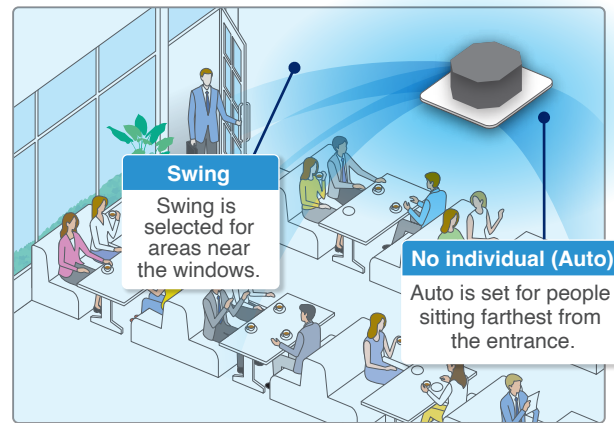 Swing
Swing is
selected for
areas near
the windows.
No individual (Auto)
Auto is set for people
sitting farthest from
the entrance.